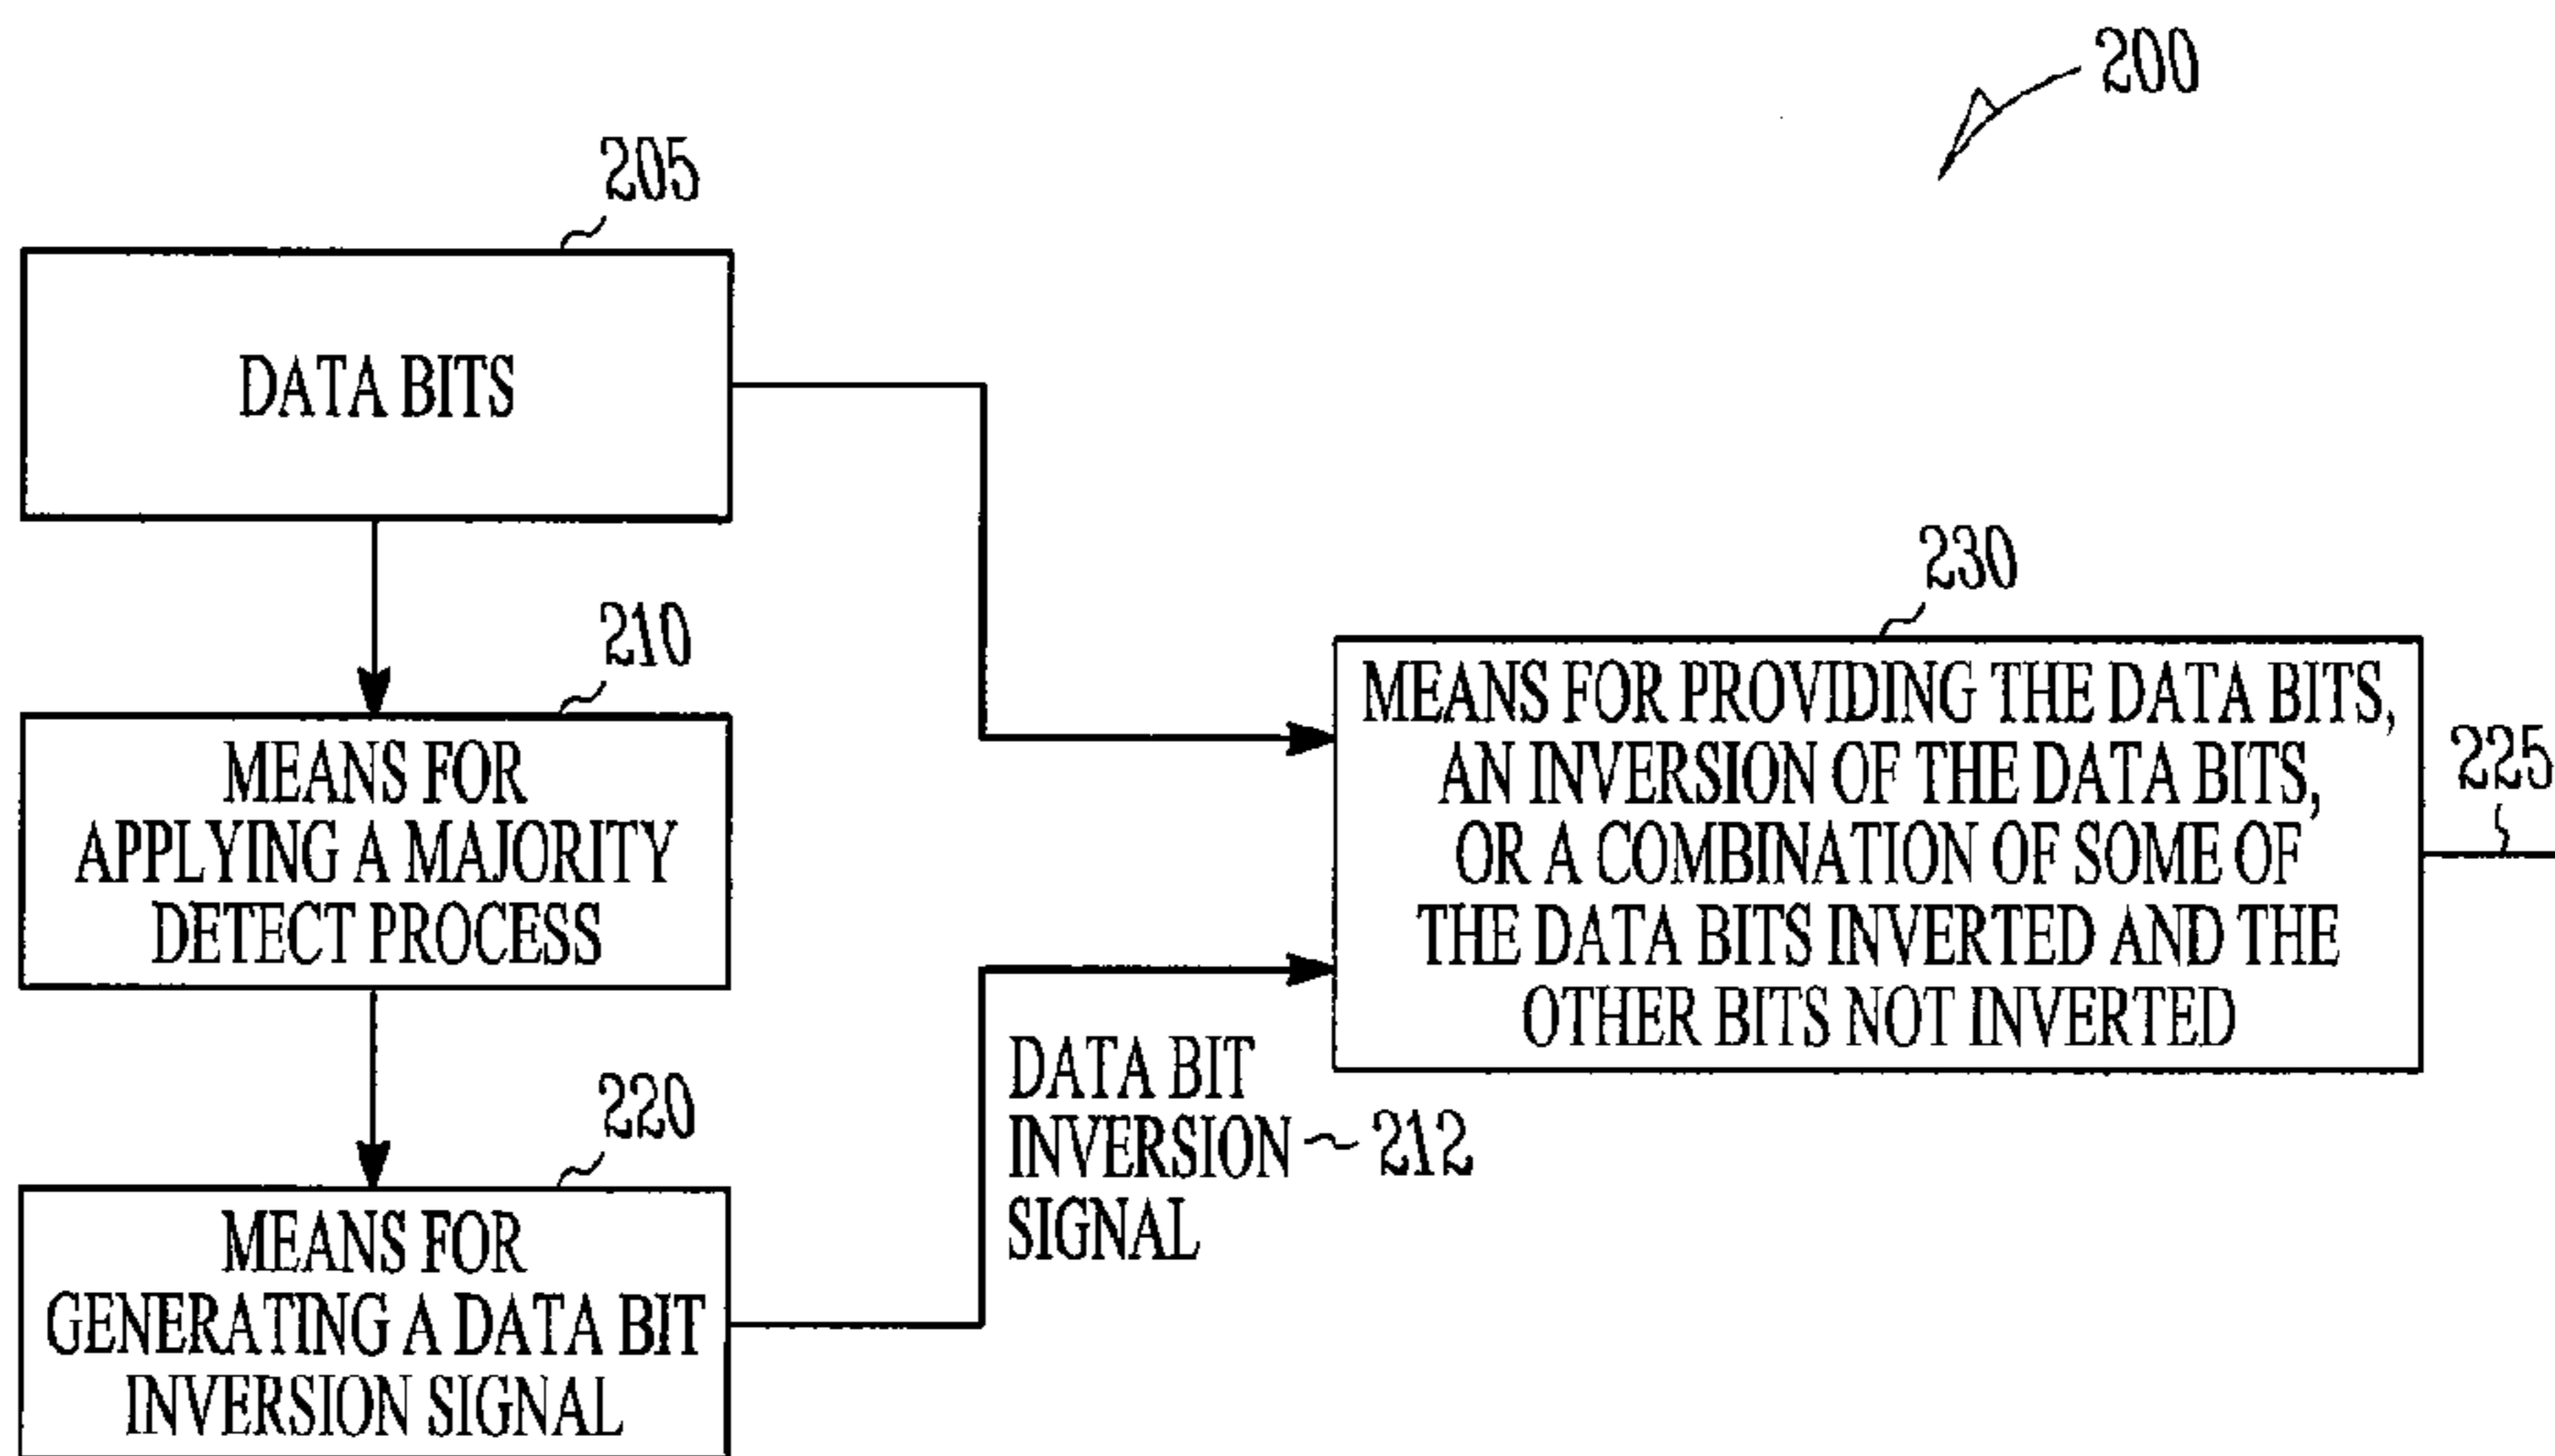 200
205
DATA BITS
210
MEANS FOR
APPLYING A MAJORITY
DETECT PROCESS
220
MEANS FOR
GENERATING A DATA BIT
INVERSION SIGNAL
DATA BIT
INVERSION 212
SIGNAL
230
MEANS FOR PROVIDING THE DATA BITS,
AN INVERSION OF THE DATA BITS,
OR A COMBINATION OF SOME OF
THE DATA BITS INVERTED AND THE
OTHER BITS NOT INVERTED
225